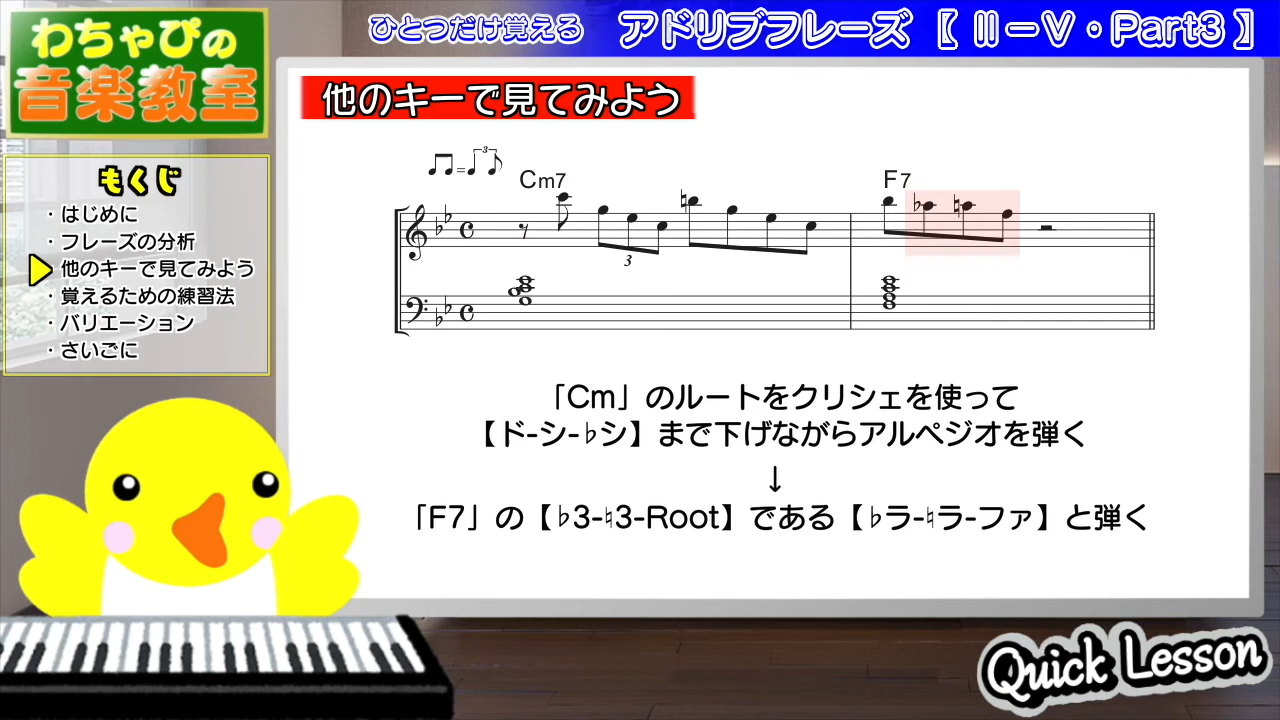 わちゃぴの
音楽教室
ひとつだけ覚える アドリブフレーズ 【 Ⅱ－Ⅴ・Part3 】
もくじ
・はじめに
・フレーズの分析
・他のキーで見てみよう
・覚えるための練習法
・バリエーション
・さいごに
他のキーで見てみよう
3
Cm7 F7
3
「Cm」のルートをクリシェを使って
【ド-シ-♭シ】まで下げながらアルペジオを弾く
↓
「F7」の【♭3-♮3-Root】である【♭ラ-♮ラ-ファ】と弾く
Quick Lesson